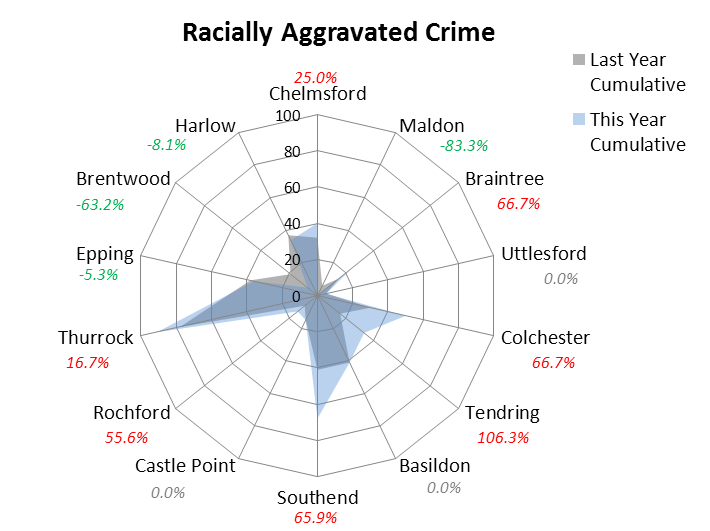 Racially Aggravated Crime
Last Year
Cumulative
This Year
Cumulative
25.0%
Chelmsford
Maldon
-83.3%
Braintree
66.7%
Uttlesford
0.0%
Colchester
66.7%
Tendring
106.3%
Basildon
0.0%
Southend
65.9%
Castle Point
0.0%
Rochford
55.6%
Thurrock
16.7%
Epping
-5.3%
Brentwood
-63.2%
Harlow
-8.1%
100
80
60
40
20
0